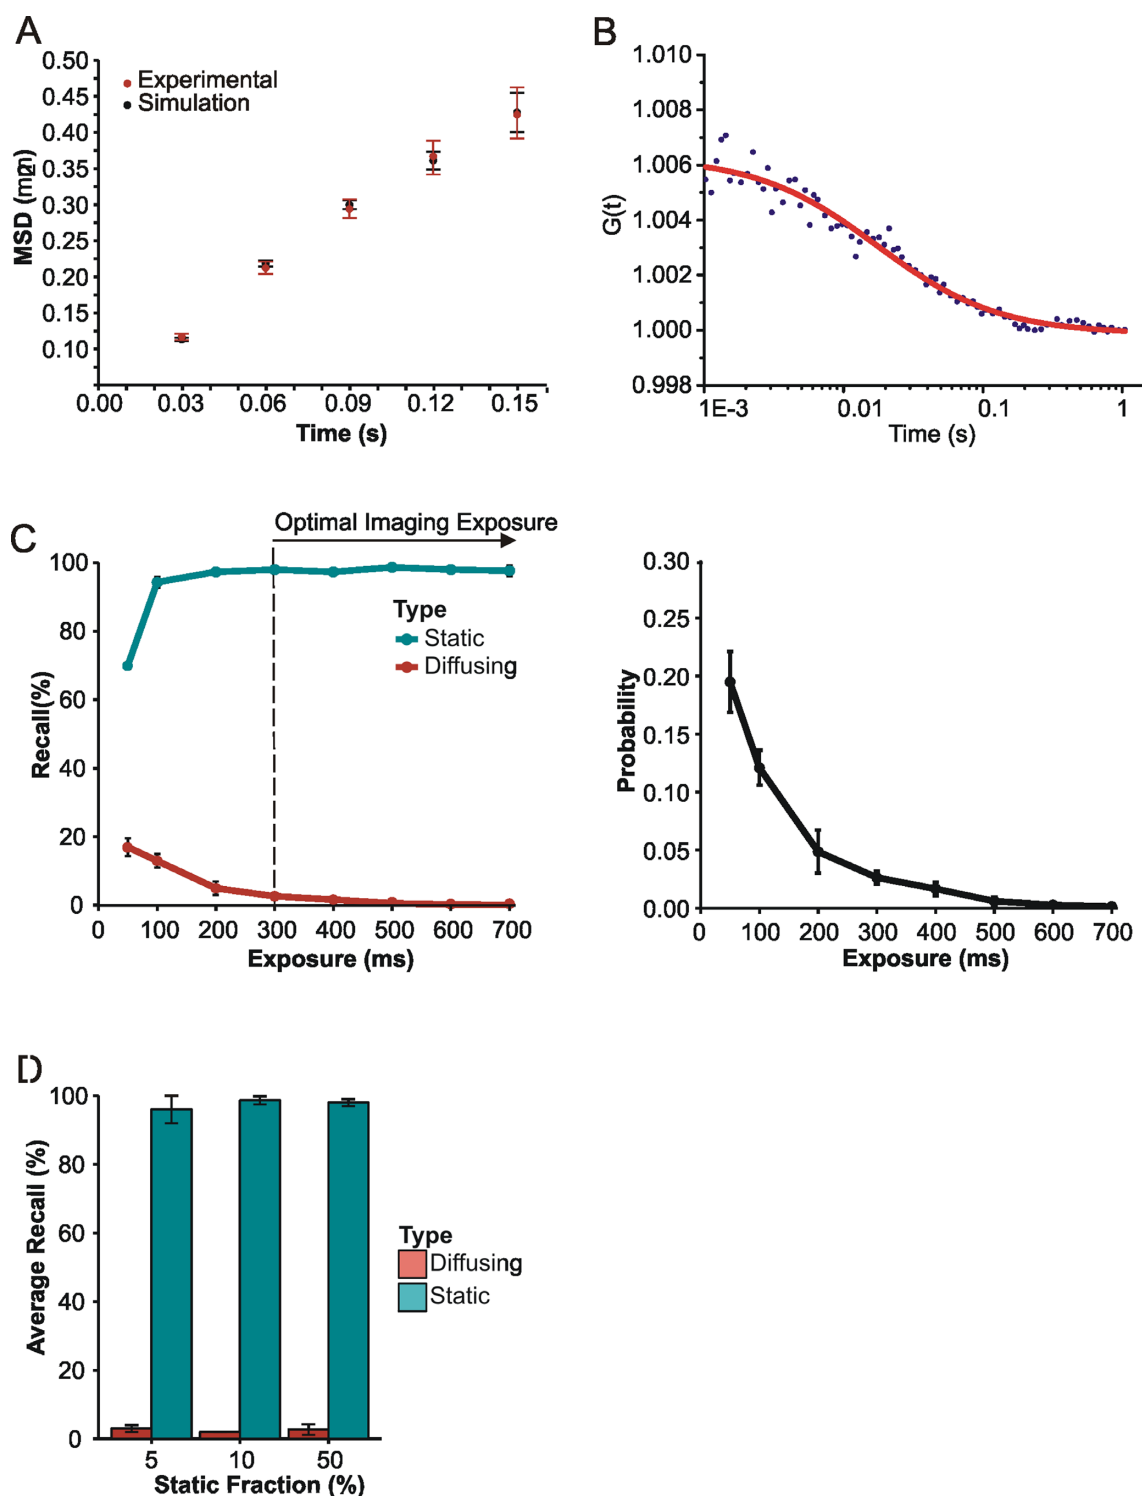 A
0.50
0.45
0.40
0.35
0.30
0.25
0.20
0.15
0.10
Experimental
Simulation
0.00 0.03 0.06 0.09 0.12 0.15
Time (s)
B
1.010
1.008
1.006
1.004
1.002
1.000
0.998
G(t)
1E-3 0.01 0.1 1
Time (s)
C
Optimal Imaging Exposure
100
80
60
40
20
0
Recall(%)
Type
Static
Diffusing
0 100 200 300 400 500 600 700
Exposure (ms)
0.30
0.25
0.20
0.15
0.10
0.05
0.00
Probability
0 100 200 300 400 500 600 700
Exposure (ms)
D
100
80
60
40
20
0
Average Recall (%)
Type
Diffusing
Static
5 10 50
Static Fraction (%)
MSD